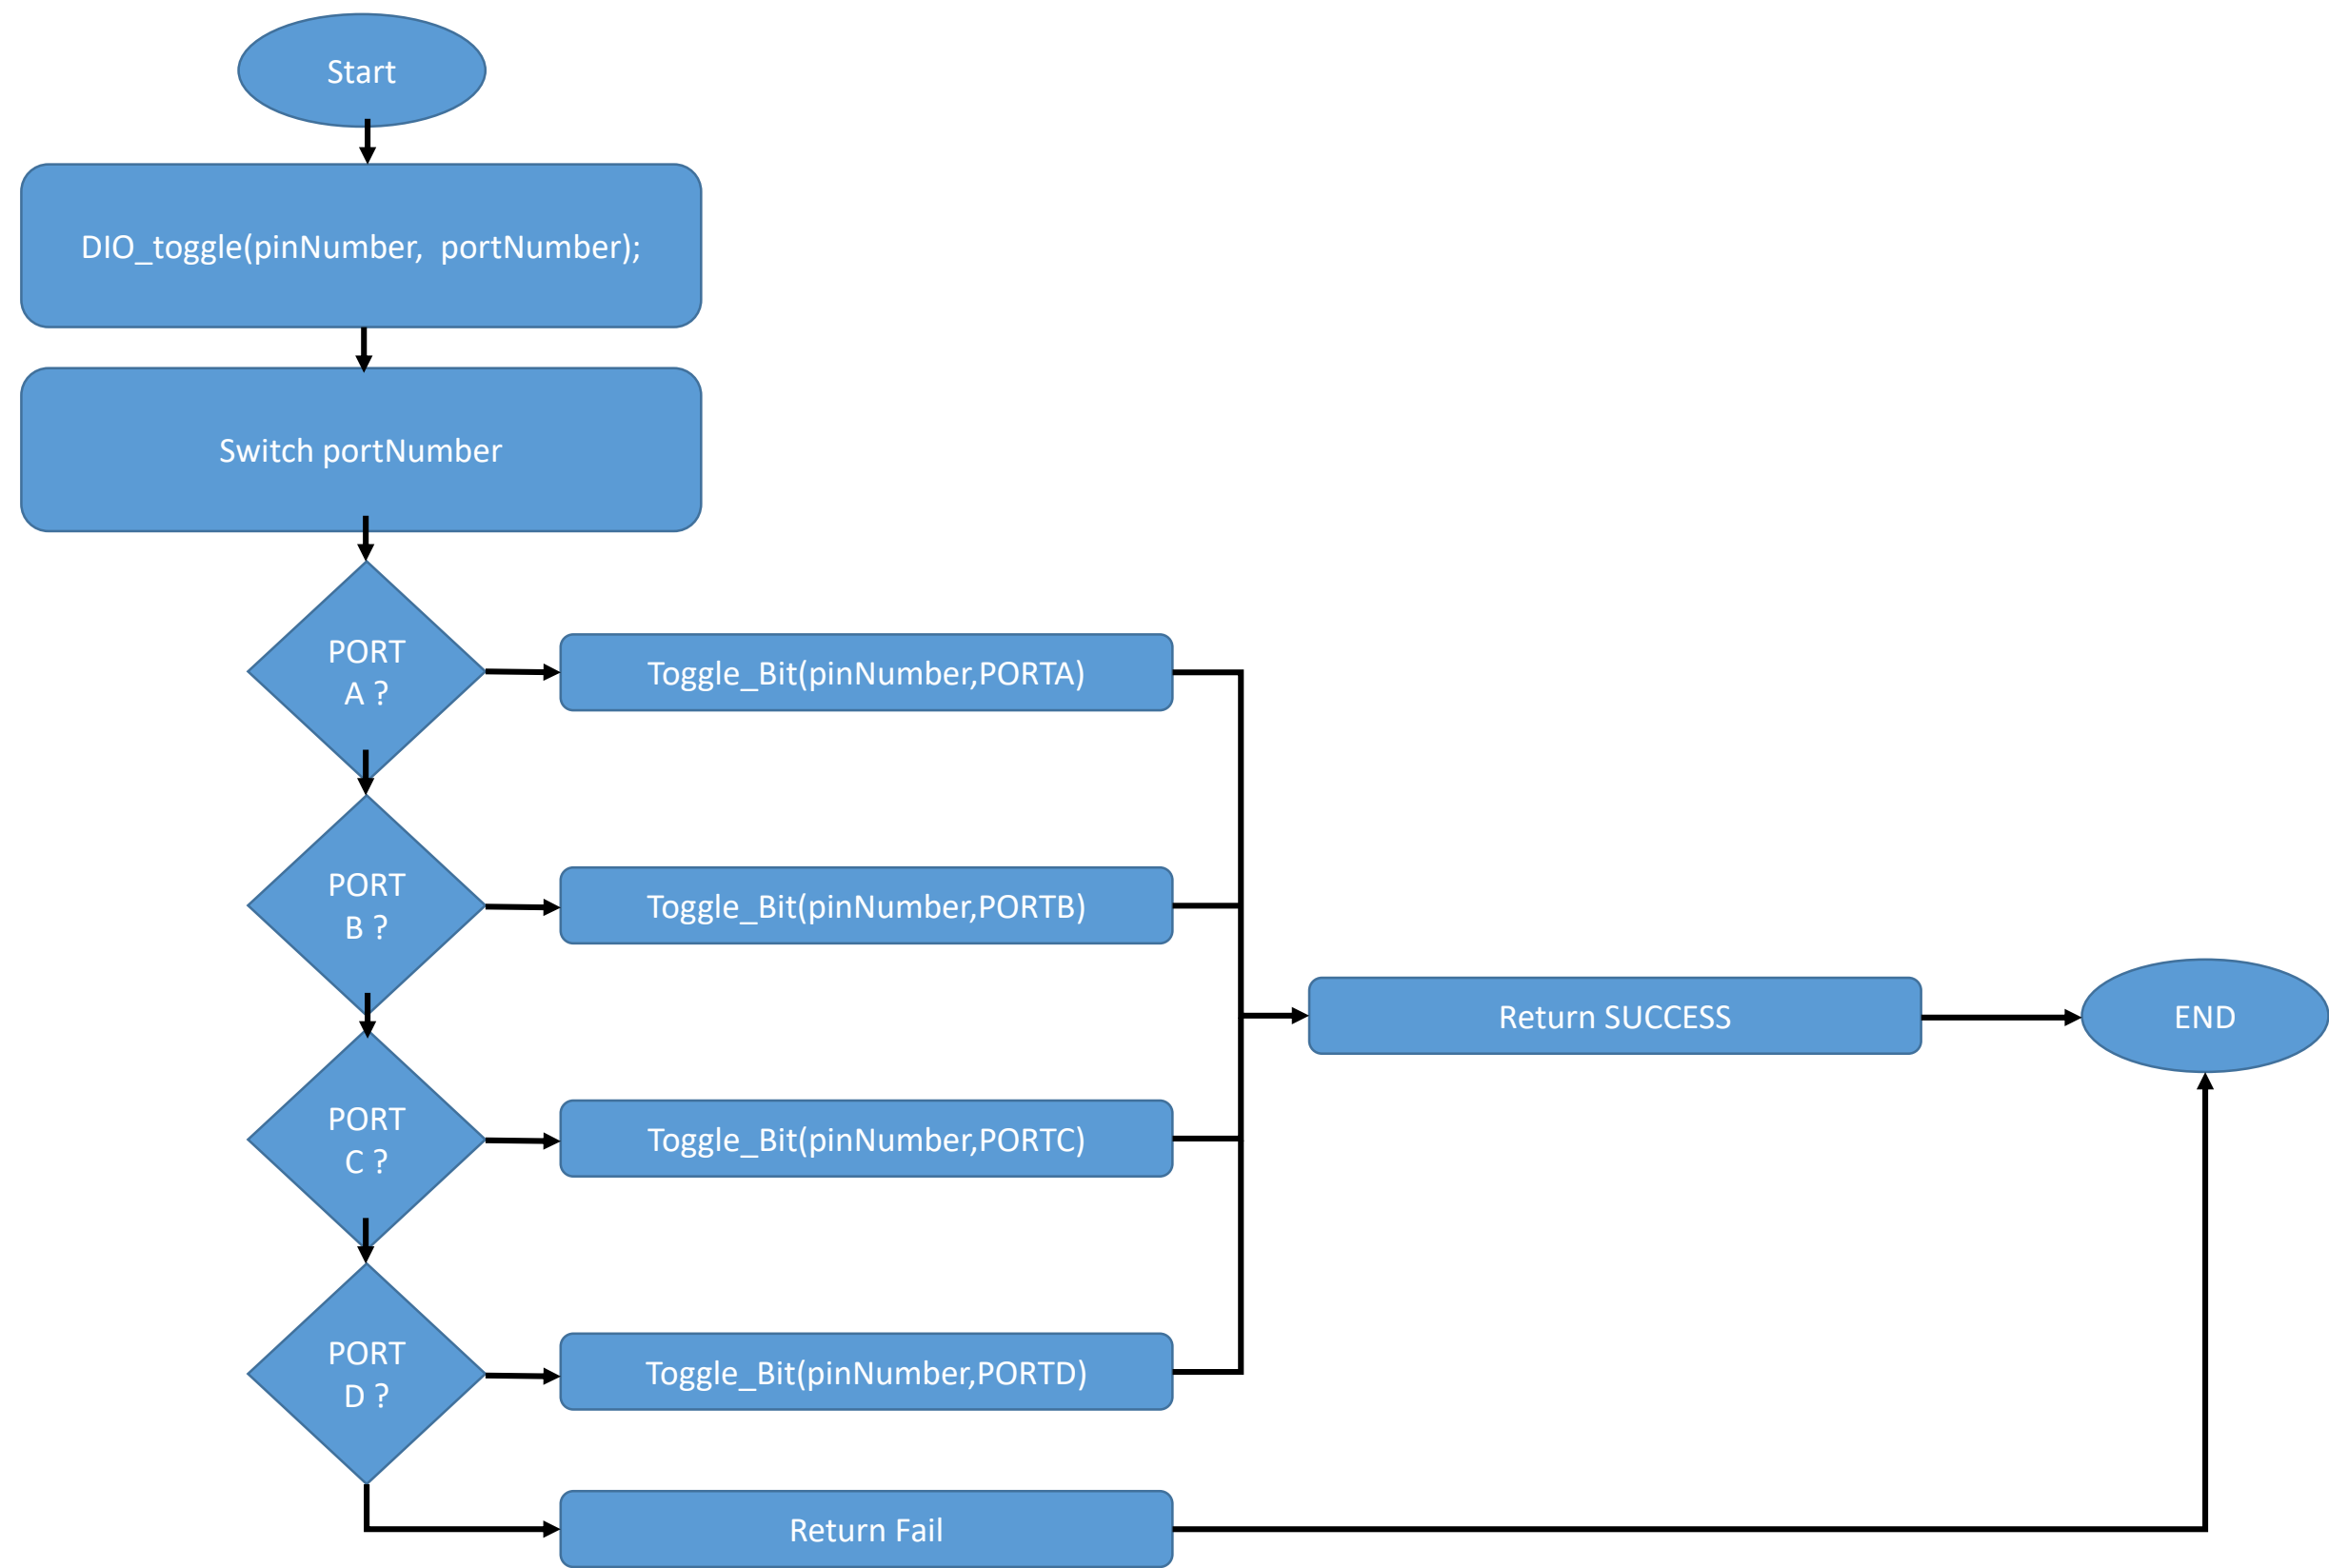 Start
DIO_toggle(pinNumber,  portNumber);
Switch portNumber
PORT
A ?
Toggle_Bit(pinNumber,PORTA)
PORT
B ?
Toggle_Bit(pinNumber,PORTB)
Return SUCCESS
END
PORT
C ?
Toggle_Bit(pinNumber,PORTC)
PORT
D ?
Toggle_Bit(pinNumber,PORTD)
Return Fail